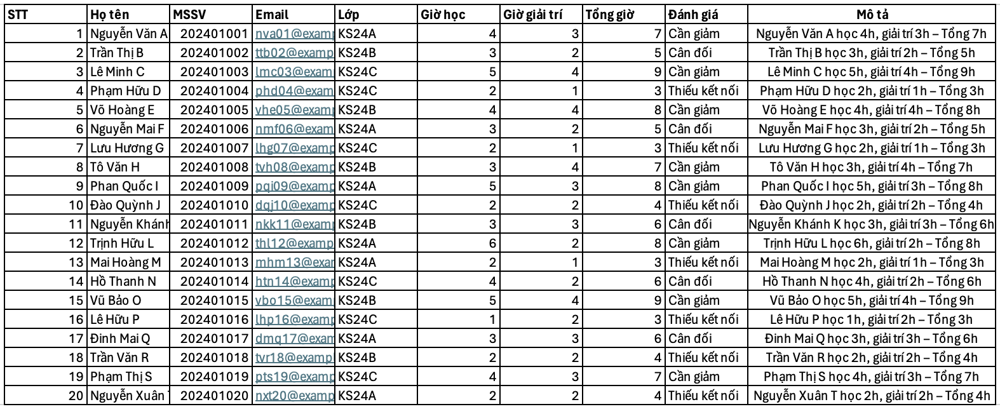 STT Họ tên MSSV Email Lớp Giờ học Giờ giải trí Tổng giờ Đánh giá Mô tả
1 Nguyễn Văn A 202401001 nva01@examp KS24A 4 3 7 Cần giảm Nguyễn Văn A học 4h, giải trí 3h – Tổng 7h
2 Trần Thị B 202401002 ttb02@examp KS24B 3 2 5 Cân đối Trần Thị B học 3h, giải trí 2h – Tổng 5h
3 Lê Minh C 202401003 lmc03@exam KS24C 5 4 9 Cần giảm Lê Minh C học 5h, giải trí 4h – Tổng 9h
4 Phạm Hữu D 202401004 phd04@exam KS24C 2 1 3 Thiếu kết nối Phạm Hữu D học 2h, giải trí 1h – Tổng 3h
5 Võ Hoàng E 202401005 vhe05@exam KS24B 4 4 8 Cần giảm Võ Hoàng E học 4h, giải trí 4h – Tổng 8h
6 Nguyễn Mai F 202401006 nmf06@exam KS24A 3 2 5 Cân đối Nguyễn Mai F học 3h, giải trí 2h – Tổng 5h
7 Lưu Hương G 202401007 lhg07@examp KS24C 2 1 3 Thiếu kết nối Lưu Hương G học 2h, giải trí 1h – Tổng 3h
8 Tô Văn H 202401008 tvh08@examp KS24B 3 4 7 Cần giảm Tô Văn H học 3h, giải trí 4h – Tổng 7h
9 Phan Quốc I 202401009 pqi09@examp KS24A 5 3 8 Cần giảm Phan Quốc I học 5h, giải trí 3h – Tổng 8h
10 Đào Quỳnh J 202401010 dqj10@examp KS24C 2 2 4 Thiếu kết nối Đào Quỳnh J học 2h, giải trí 2h – Tổng 4h
11 Nguyễn Khánh 202401011 nkk11@examp KS24B 3 3 6 Cân đối Nguyễn Khánh K học 3h, giải trí 3h – Tổng 6h
12 Trịnh Hữu L 202401012 thl12@examp KS24A 6 2 8 Cần giảm Trịnh Hữu L học 6h, giải trí 2h – Tổng 8h
13 Mai Hoàng M 202401013 mhm13@exar KS24A 2 1 3 Thiếu kết nối Mai Hoàng M học 2h, giải trí 1h – Tổng 3h
14 Hồ Thanh N 202401014 htn14@examp KS24C 4 2 6 Cân đối Hồ Thanh N học 4h, giải trí 2h – Tổng 6h
15 Vũ Bảo O 202401015 vbo15@exam KS24B 5 4 9 Cần giảm Vũ Bảo O học 5h, giải trí 4h – Tổng 9h
16 Lê Hữu P 202401016 lhp16@examp KS24C 1 2 3 Thiếu kết nối Lê Hữu P học 1h, giải trí 2h – Tổng 3h
17 Đinh Mai Q 202401017 dmq17@exam KS24A 3 3 6 Cân đối Đinh Mai Q học 3h, giải trí 3h – Tổng 6h
18 Trần Văn R 202401018 tvr18@exampl KS24B 2 2 4 Thiếu kết nối Trần Văn R học 2h, giải trí 2h – Tổng 4h
19 Phạm Thị S 202401019 pts19@examp KS24C 4 3 7 Cần giảm Phạm Thị S học 4h, giải trí 3h – Tổng 7h
20 Nguyễn Xuân 202401020 nxt20@examp KS24A 2 2 4 Thiếu kết nối Nguyễn Xuân T học 2h, giải trí 2h – Tổng 4h